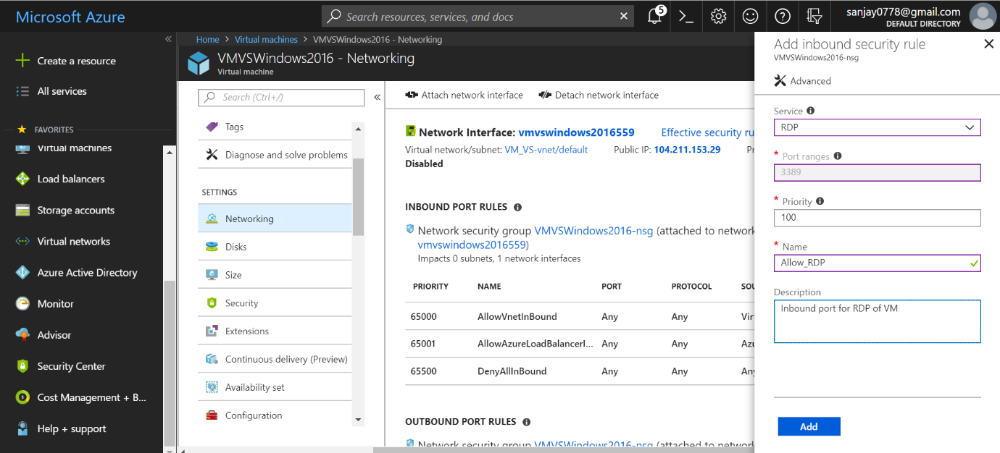 Microsoft Azure
Search resources, services, and docs
5
sanjay0778@gmail.com
DEFAULT DIRECTORY
Create a resource
All services
FAVORITES
Virtual machines
Load balancers
Storage accounts
Virtual networks
Azure Active Directory
Monitor
Advisor
Security Center
Cost Management + B...
Help + support
Home > Virtual machines > VMVSWindows2016 - Networking
VMVSWindows2016 - Networking
Virtual machine
Search (Ctrl+/)
Tags
Diagnose and solve problems
SETTINGS
Networking
Disks
Size
Security
Extensions
Continuous delivery (Preview)
Availability set
Configuration
Attach network interface Detach network interface
Network Interface: vmvswindows2016559 Effective security ru
Virtual network/subnet: VM_VS-vnet/default Public IP: 104.211.153.29 Pr
Disabled
INBOUND PORT RULES
Network security group VMVSWindows2016-nsg (attached to network
vmvswindows2016559)
Impacts 0 subnets, 1 network interfaces
PRIORITY NAME PORT PROTOCOL SOU
65000 AllowVnetInBound Any Any Virt
65001 AllowAzureLoadBalancerI... Any Any Azu
65500 DenyAllInBound Any Any Any
OUTBOUND PORT RULES
Network security group VMVSWindows2016-nsg (attached to network
Add inbound security rule
VMVSWindows2016-nsg
Advanced
Service
RDP
* Port ranges
3389
* Priority
100
* Name
Allow_RDP
Description
Inbound port for RDP of VM
Add